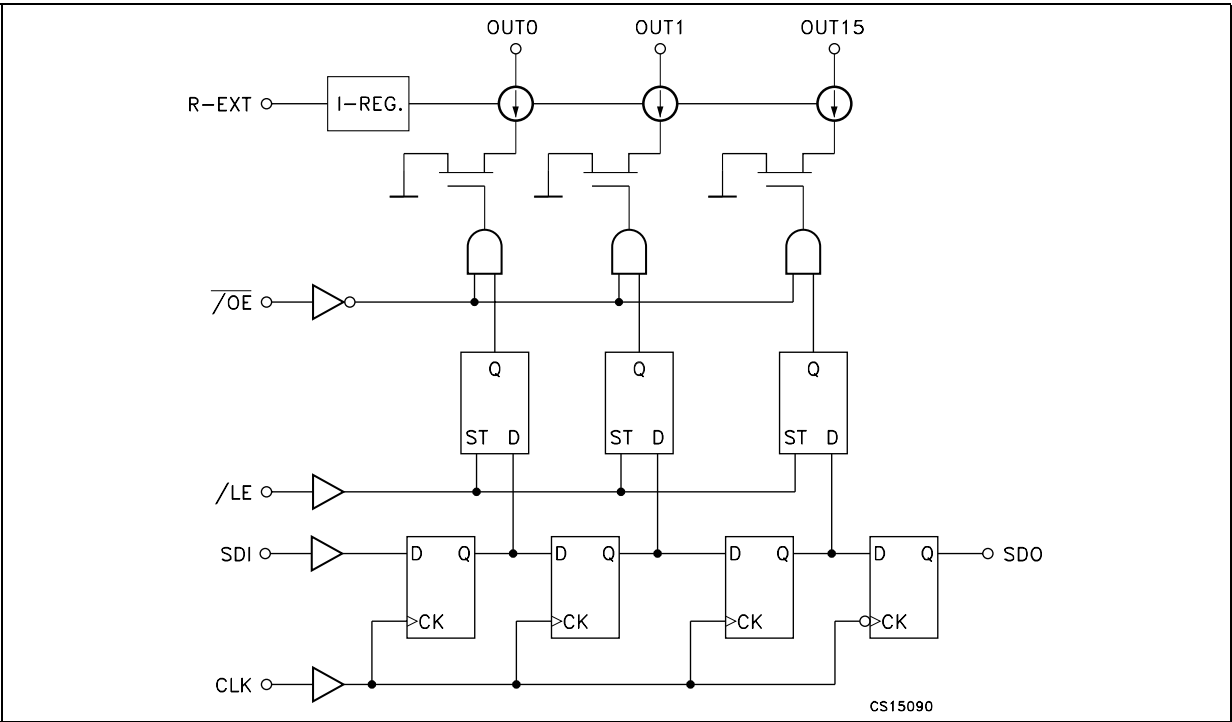 OUT0 OUT1 OUT15
R-EXT I-REG.
/OE
Q Q Q
ST D ST D ST D
/LE
SDI D Q D Q D Q D Q SDO
CK CK CK CK
CLK
CS15090